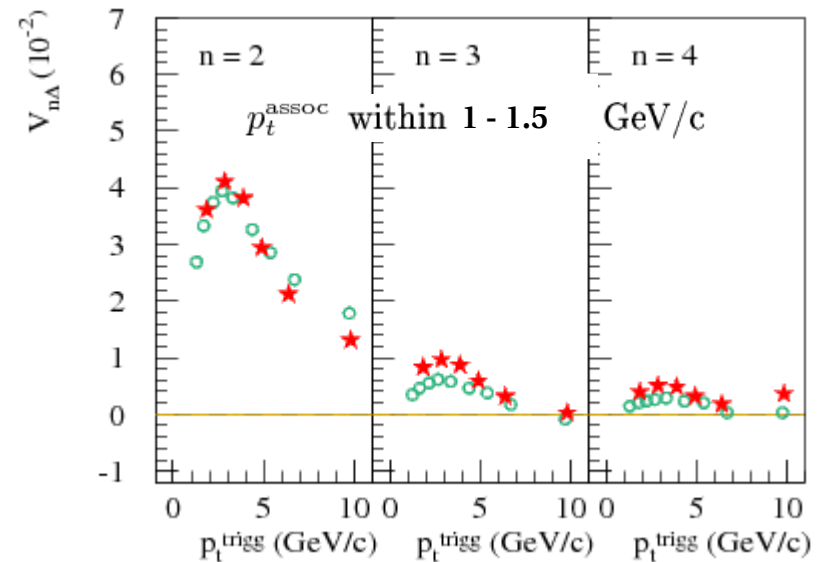 V_{nΔ} (10^{-2})
7
6
5
4
3
2
1
0
-1
n = 2 n = 3 n = 4
p_t^{assoc} within 1 - 1.5 GeV/c
0 5 10 0 5 10 0 5 10
p_t^{trigg} (GeV/c) p_t^{trigg} (GeV/c) p_t^{trigg} (GeV/c)